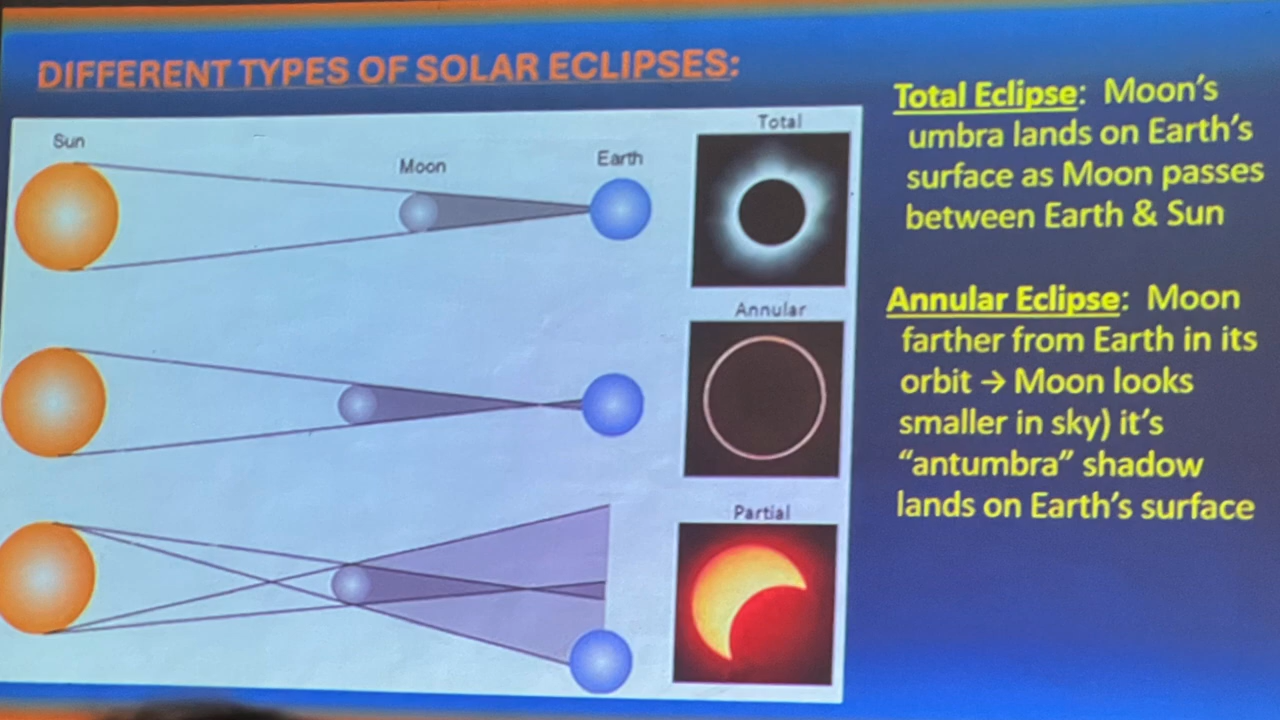 DIFFERENT TYPES OF SOLAR ECLIPSES:
Sun
Moon
Earth
Total
Annular
Partial
Total Eclipse: Moon's
umbra lands on Earth's
surface as Moon passes
between Earth & Sun
Annular Eclipse: Moon
farther from Earth in its
orbit → Moon looks
smaller in sky) it's
"antumbra" shadow
lands on Earth's surface